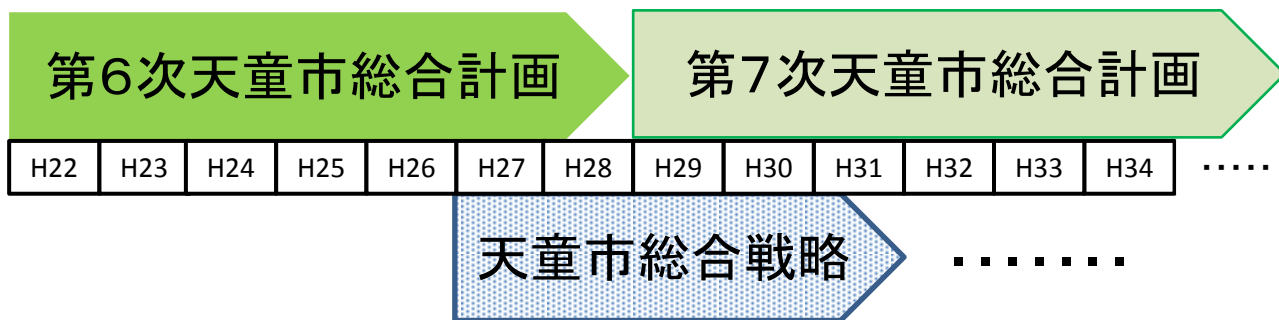 第6次天童市総合計画 第7次天童市総合計画
H22 H23 H24 H25 H26 H27 H28 H29 H30 H31 H32 H33 H34 ・・・・・
天童市総合戦略 ・・・・・・・